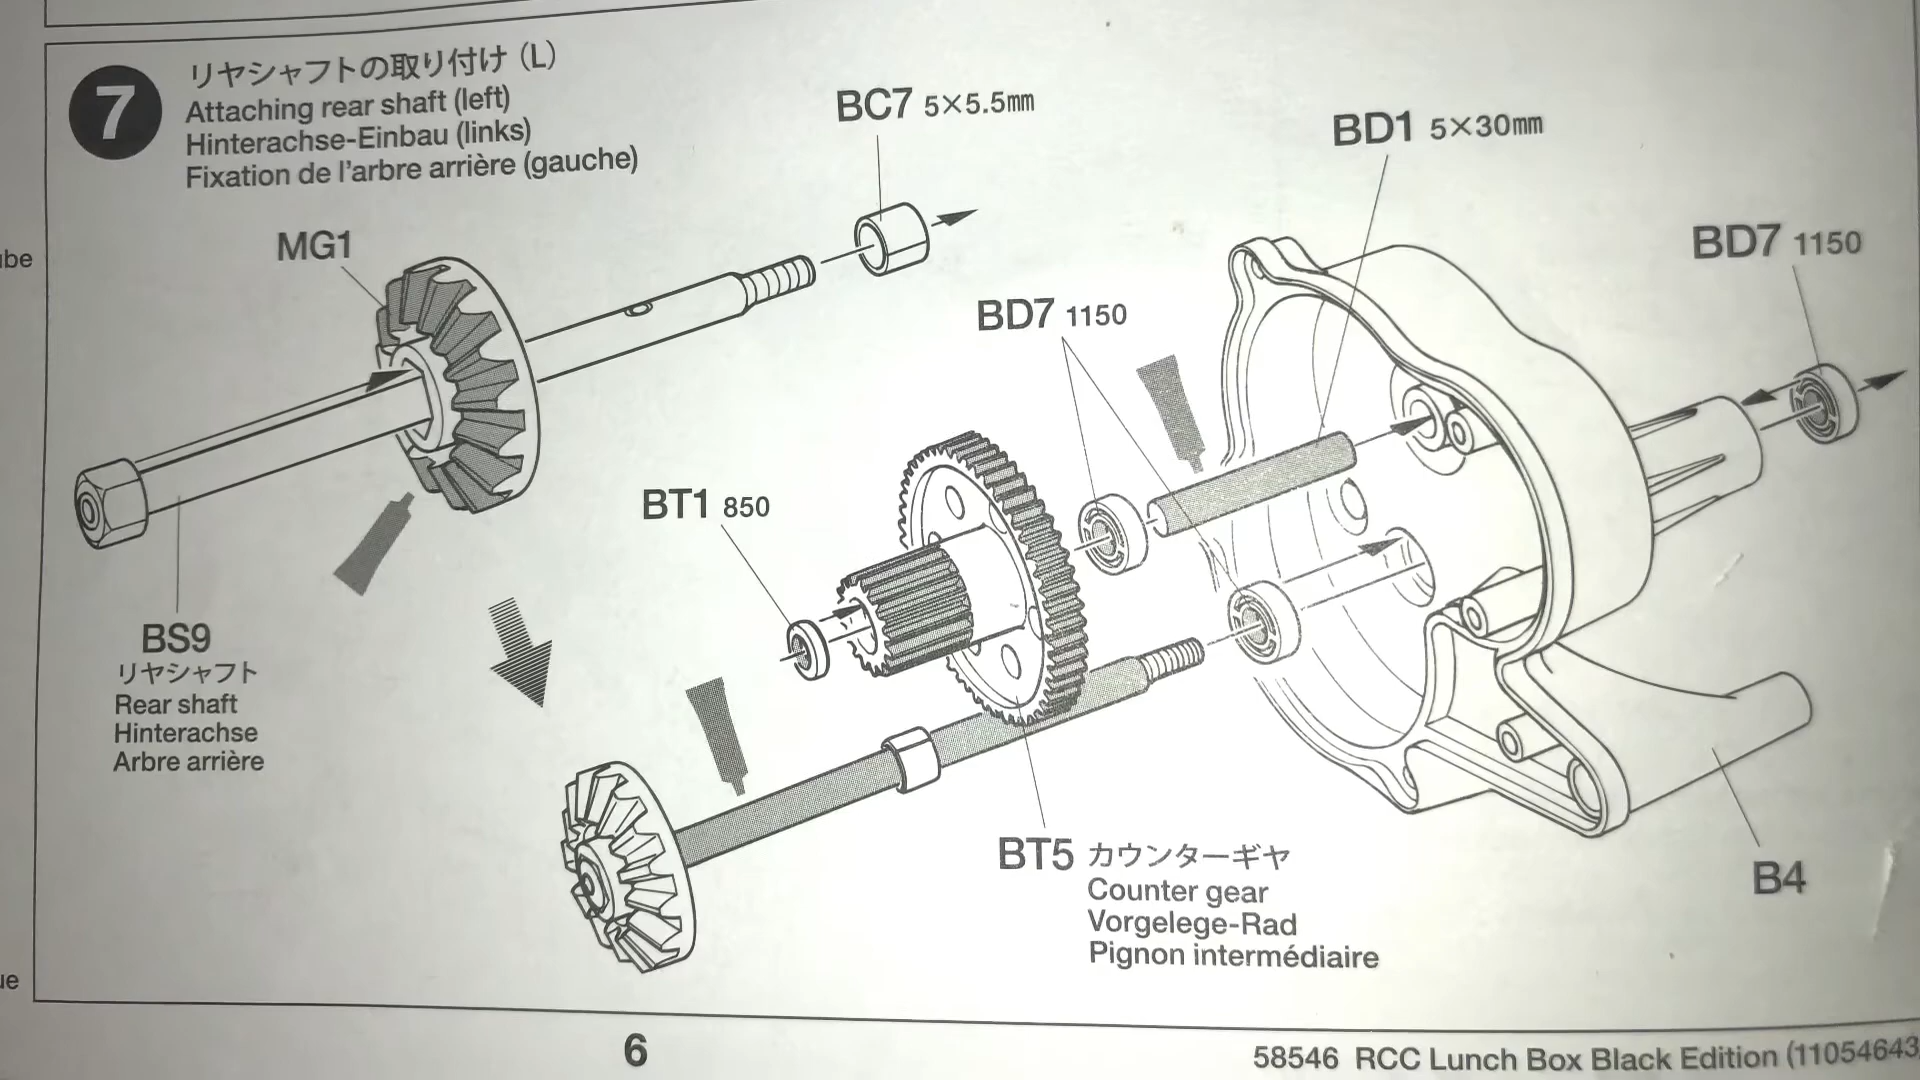 7
リヤシャフトの取り付け (L)
Attaching rear shaft (left)
Hinterachse-Einbau (links)
Fixation de l'arbre arrière (gauche)
BC7 5×5.5mm
BD1 5×30mm
BD7 1150
MG1
BD7 1150
BT1 850
BS9
リヤシャフト
Rear shaft
Hinterachse
Arbre arrière
BT5 カウンターギヤ
Counter gear
Vorgelege-Rad
Pignon intermédiaire
B4
6
58546 RCC Lunch Box Black Edition (11054643